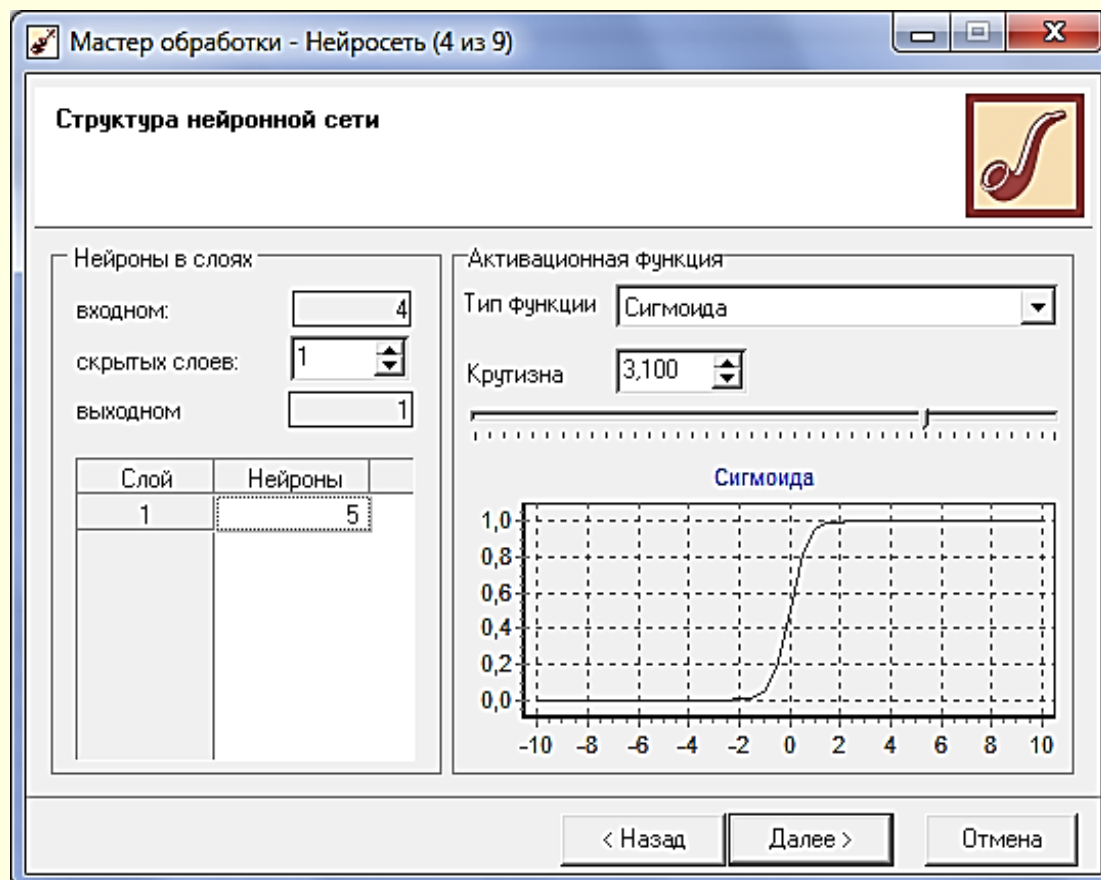 Мастер обработки - Нейросеть (4 из 9)
Структура нейронной сети
Нейроны в слоях
входном: 4
скрытых слоев: 1
выходном 1
Слой Нейроны
1 5
Активационная функция
Тип функции Сигмоида
Крутизна 3,100
Сигмоида
1,0
0,8
0,6
0,4
0,2
0,0
-10 -8 -6 -4 -2 0 2 4 6 8 10
< Назад Далее > Отмена